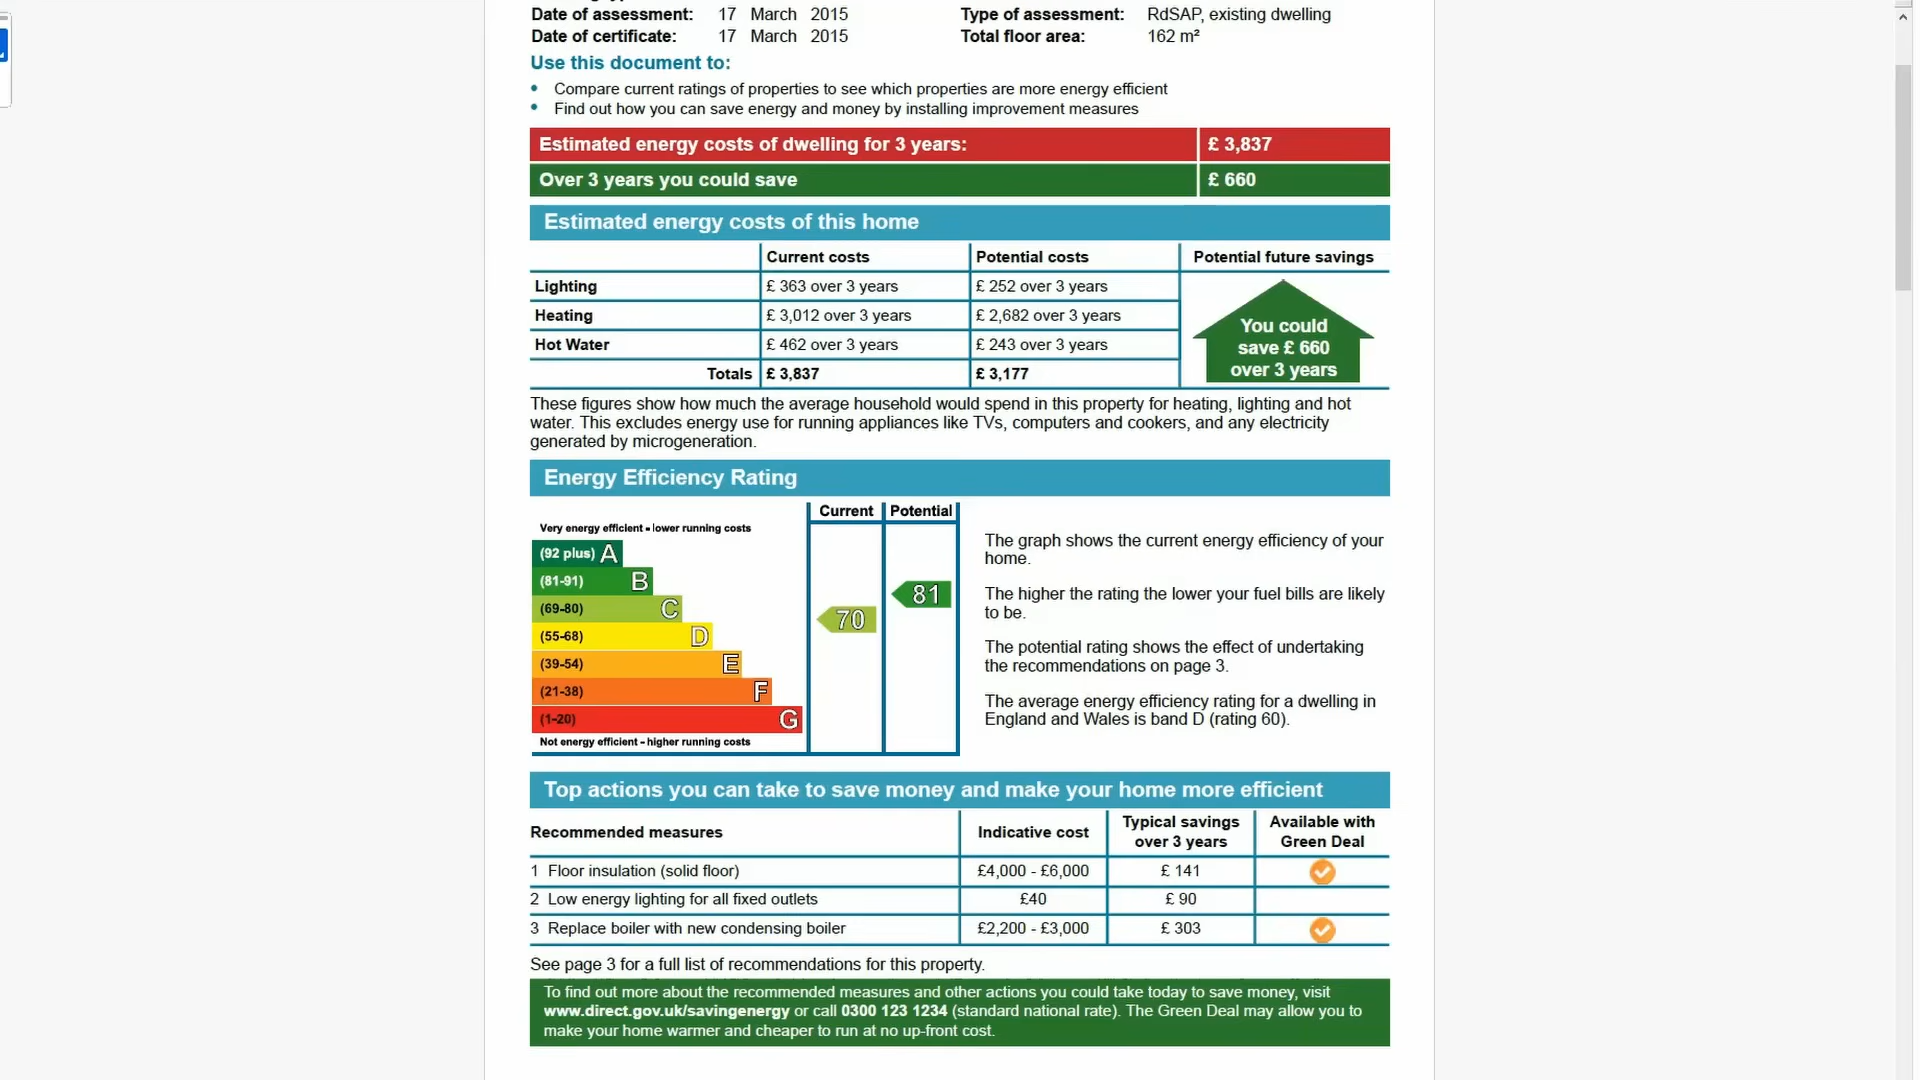 Date of assessment: 17 March 2015 Type of assessment: RdSAP, existing dwelling
Date of certificate: 17 March 2015 Total floor area: 162 m²
Use this document to:
• Compare current ratings of properties to see which properties are more energy efficient
• Find out how you can save energy and money by installing improvement measures
Estimated energy costs of dwelling for 3 years: £ 3,837
Over 3 years you could save £ 660
Estimated energy costs of this home
Current costs Potential costs Potential future savings
Lighting £ 363 over 3 years £ 252 over 3 years
Heating £ 3,012 over 3 years £ 2,682 over 3 years
Hot Water £ 462 over 3 years £ 243 over 3 years
Totals £ 3,837 £ 3,177
You could
save £ 660
over 3 years
These figures show how much the average household would spend in this property for heating, lighting and hot
water. This excludes energy use for running appliances like TVs, computers and cookers, and any electricity
generated by microgeneration.
Energy Efficiency Rating
Current Potential
Very energy efficient - lower running costs
(92 plus) A
(81-91) B
(69-80) C
(55-68) D
(39-54) E
(21-38) F
(1-20) G
Not energy efficient - higher running costs
70
81
The graph shows the current energy efficiency of your
home.
The higher the rating the lower your fuel bills are likely
to be.
The potential rating shows the effect of undertaking
the recommendations on page 3.
The average energy efficiency rating for a dwelling in
England and Wales is band D (rating 60).
Top actions you can take to save money and make your home more efficient
Recommended measures Indicative cost Typical savings over 3 years Available with Green Deal
1 Floor insulation (solid floor) £4,000 - £6,000 £ 141
2 Low energy lighting for all fixed outlets £40 £ 90
3 Replace boiler with new condensing boiler £2,200 - £3,000 £ 303
See page 3 for a full list of recommendations for this property.
To find out more about the recommended measures and other actions you could take today to save money, visit
www.direct.gov.uk/savingenergy or call 0300 123 1234 (standard national rate). The Green Deal may allow you to
make your home warmer and cheaper to run at no up-front cost.